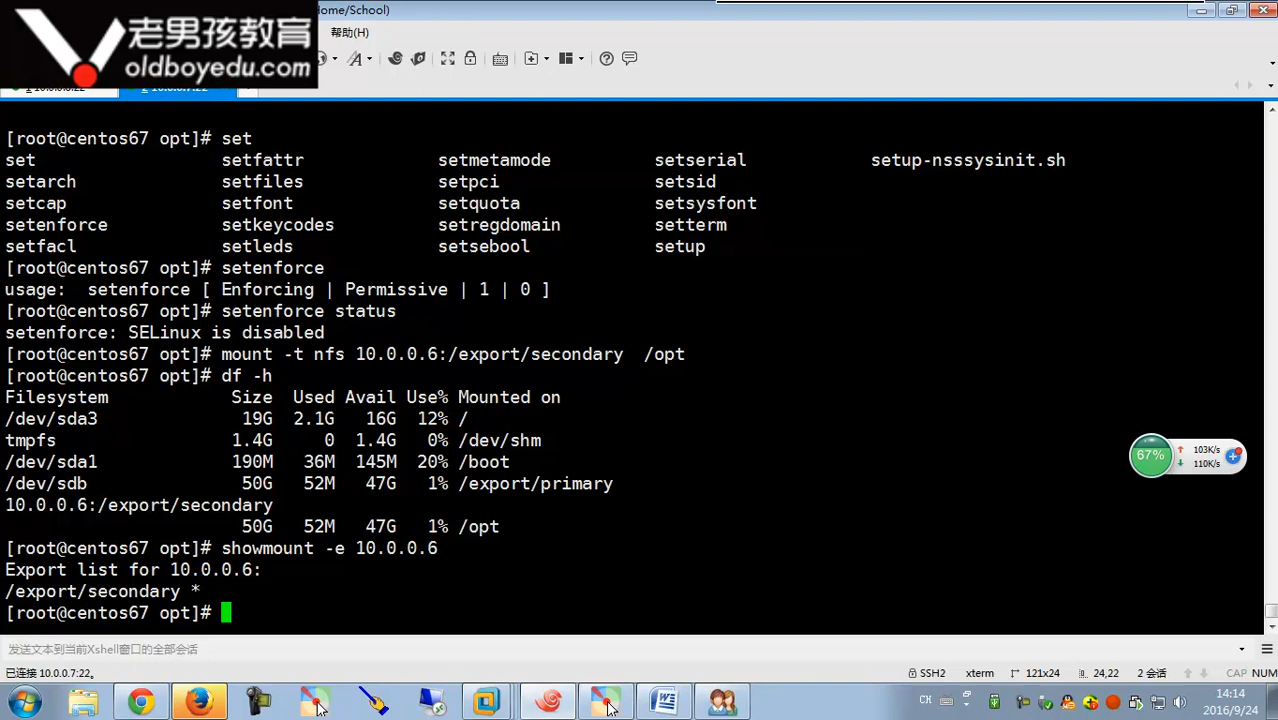 Home/School)
老男孩教育
oldboyedu.com
帮助(H)
[root@centos67 opt]# set
set setfattr setmetamode setserial setup-nsssysinit.sh
setarch setfiles setpci setsid
setcap setfont setquota setsysfont
setenforce setkeycodes setregdomain setterm
setfacl setleds setsebool setup
[root@centos67 opt]# setenforce
usage:  setenforce [ Enforcing | Permissive | 1 | 0 ]
[root@centos67 opt]# setenforce status
setenforce: SELinux is disabled
[root@centos67 opt]# mount -t nfs 10.0.0.6:/export/secondary  /opt
[root@centos67 opt]# df -h
Filesystem Size Used Avail Use% Mounted on
/dev/sda3 19G 2.1G 16G 12% /
tmpfs 1.4G 0 1.4G 0% /dev/shm
/dev/sda1 190M 36M 145M 20% /boot
/dev/sdb 50G 52M 47G 1% /export/primary
10.0.0.6:/export/secondary
50G 52M 47G 1% /opt
[root@centos67 opt]# showmount -e 10.0.0.6
Export list for 10.0.0.6:
/export/secondary *
[root@centos67 opt]#
67%
103K/s
110K/s
发送文本到当前Xshell窗口的全部会话
已连接 10.0.0.7:22。 SSH2 xterm 121x24 24,22 2 会话 CAP NUM
CH
14:14
2016/9/24